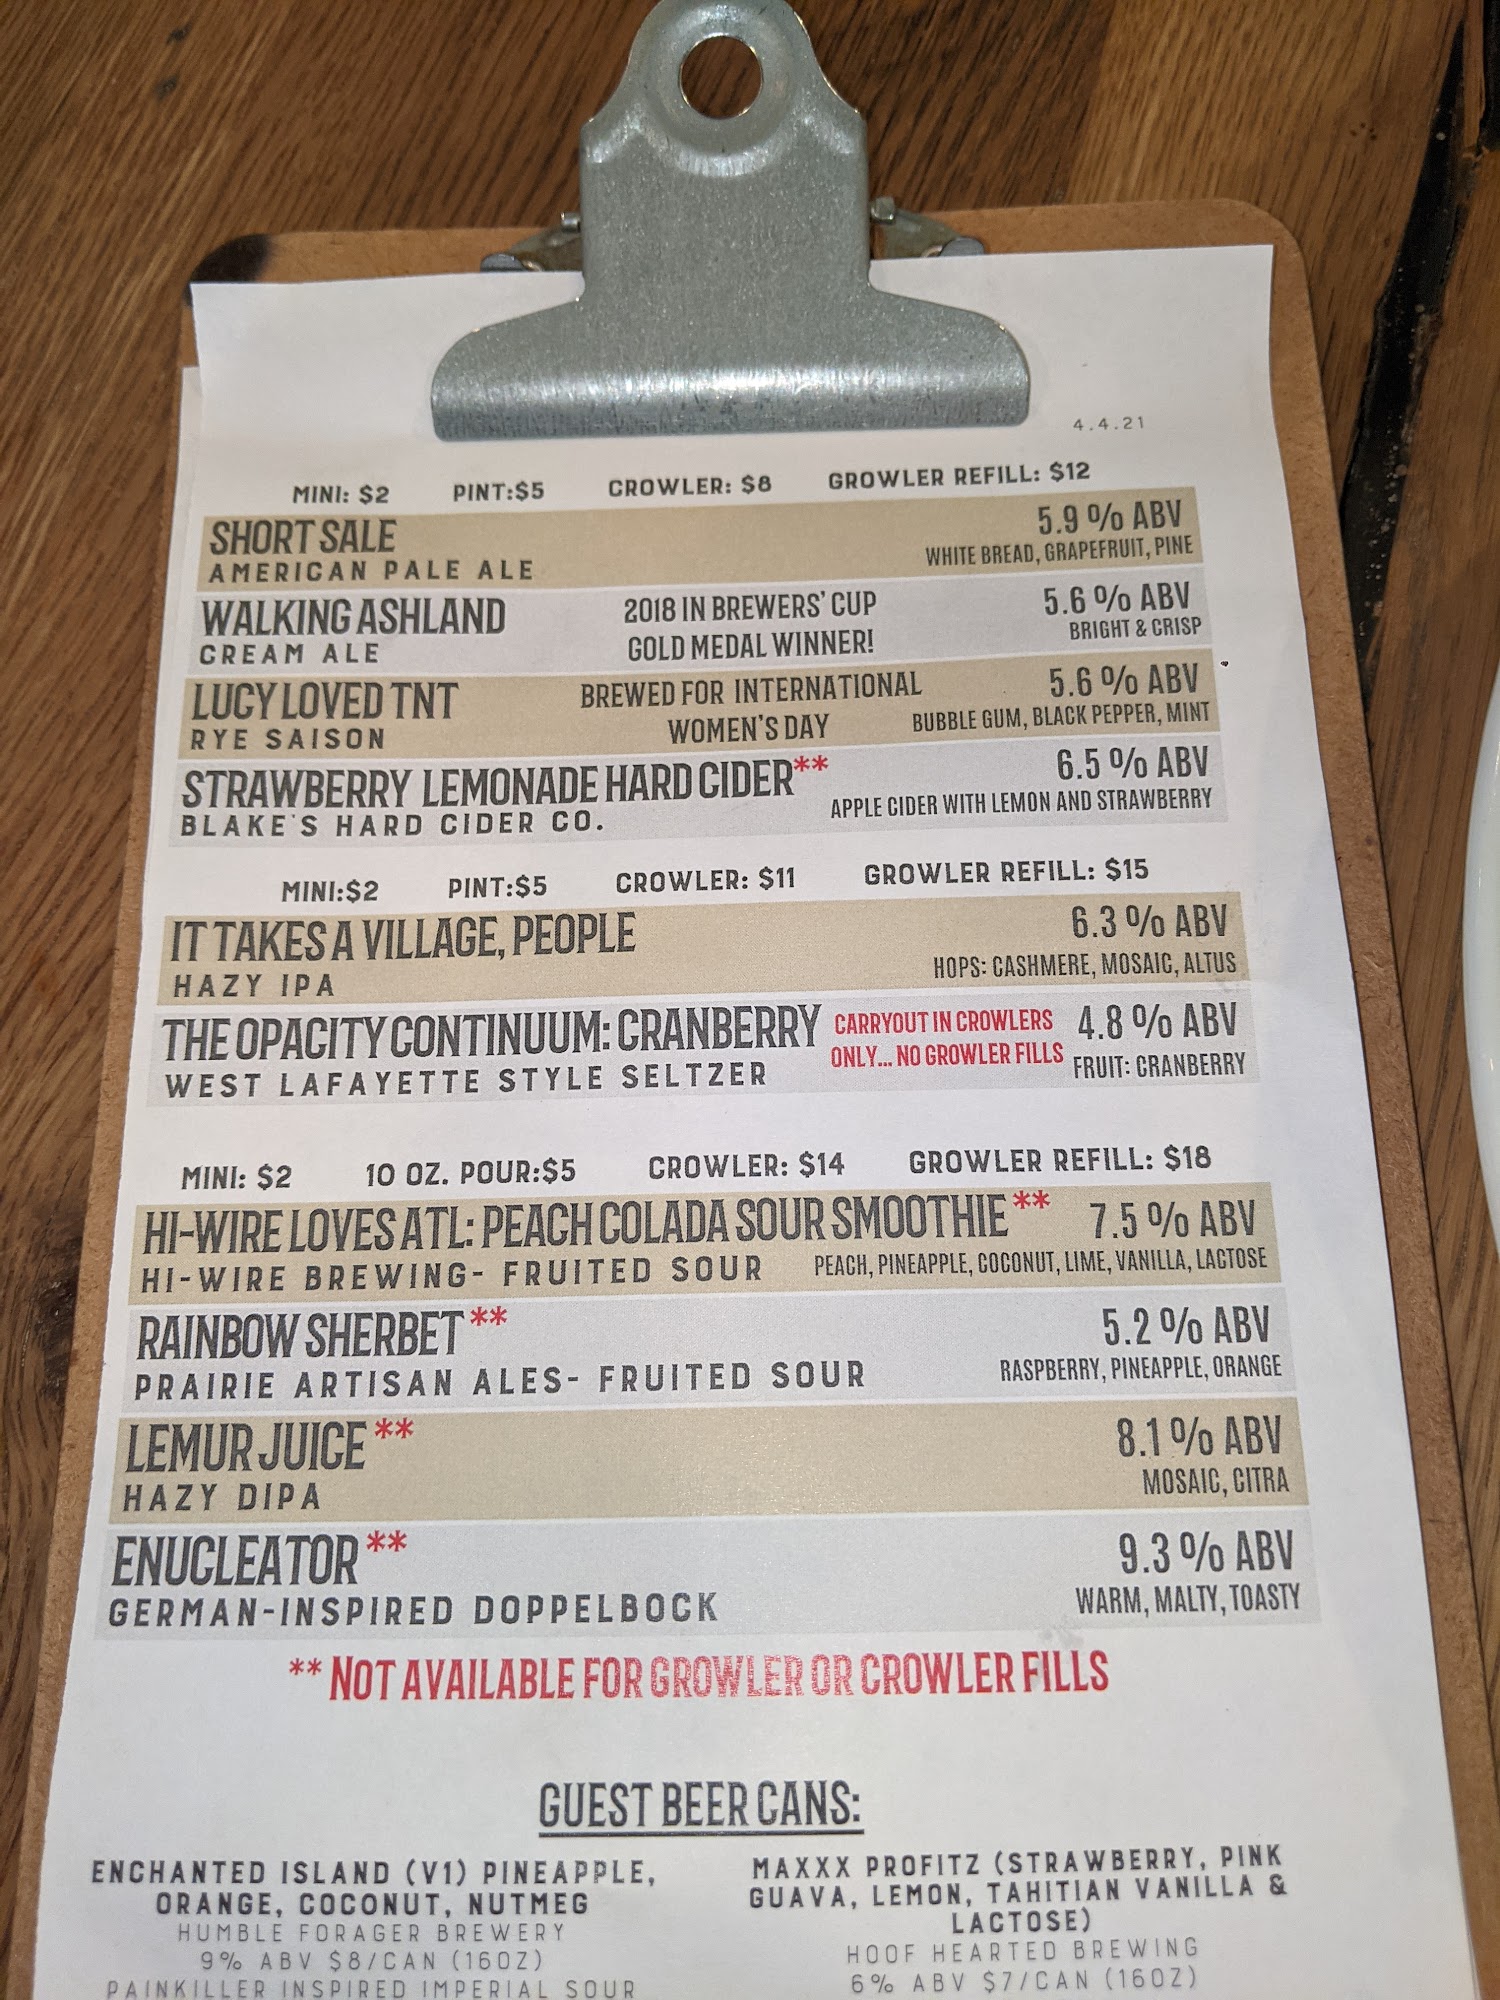 4.4.21
MINI: $2 PINT:$5 CROWLER: $8 GROWLER REFILL: $12
SHORT SALE 5.9 % ABV
AMERICAN PALE ALE WHITE BREAD, GRAPEFRUIT, PINE
WALKING ASHLAND 2018 IN BREWERS' CUP 5.6 % ABV
CREAM ALE GOLD MEDAL WINNER! BRIGHT & CRISP
LUCY LOVED TNT BREWED FOR INTERNATIONAL 5.6 % ABV
RYE SAISON WOMEN'S DAY BUBBLE GUM, BLACK PEPPER, MINT
STRAWBERRY LEMONADE HARD CIDER** 6.5 % ABV
BLAKE'S HARD CIDER CO. APPLE CIDER WITH LEMON AND STRAWBERRY
MINI:$2 PINT:$5 CROWLER: $11 GROWLER REFILL: $15
IT TAKES A VILLAGE, PEOPLE 6.3 % ABV
HAZY IPA HOPS: CASHMERE, MOSAIC, ALTUS
THE OPACITY CONTINUUM: CRANBERRY CARRYOUT IN CROWLERS 4.8 % ABV
WEST LAFAYETTE STYLE SELTZER ONLY... NO GROWLER FILLS FRUIT: CRANBERRY
MINI: $2 10 OZ. POUR:$5 CROWLER: $14 GROWLER REFILL: $18
HI-WIRE LOVES ATL: PEACH COLADA SOUR SMOOTHIE** 7.5 % ABV
HI-WIRE BREWING- FRUITED SOUR PEACH, PINEAPPLE, COCONUT, LIME, VANILLA, LACTOSE
RAINBOW SHERBET** 5.2 % ABV
PRAIRIE ARTISAN ALES- FRUITED SOUR RASPBERRY, PINEAPPLE, ORANGE
LEMUR JUICE** 8.1 % ABV
HAZY DIPA MOSAIC, CITRA
ENUCLEATOR** 9.3 % ABV
GERMAN-INSPIRED DOPPELBOCK WARM, MALTY, TOASTY
** NOT AVAILABLE FOR GROWLER OR CROWLER FILLS
GUEST BEER CANS:
ENCHANTED ISLAND (V1) PINEAPPLE,
ORANGE, COCONUT, NUTMEG
HUMBLE FORAGER BREWERY
9% ABV $8/CAN (16OZ)
PAINKILLER INSPIRED IMPERIAL SOUR
MAXXX PROFITZ (STRAWBERRY, PINK
GUAVA, LEMON, TAHITIAN VANILLA &
LACTOSE)
HOOF HEARTED BREWING
6% ABV $7/CAN (16OZ)